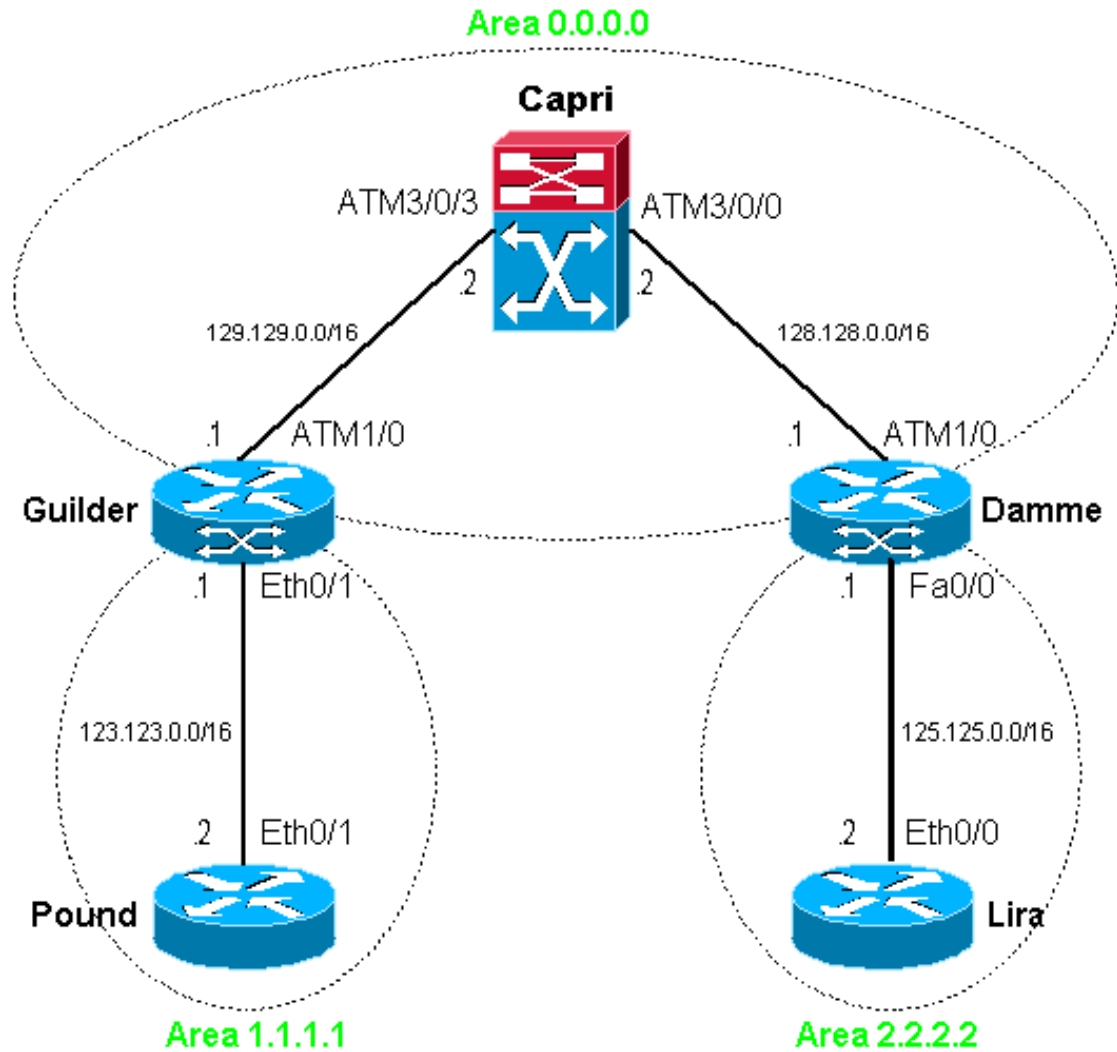 Area 0.0.0.0
Capri
ATM3/0/3
ATM3/0/0
.2
.2
129.129.0.0/16
128.128.0.0/16
.1
ATM1/0
.1
ATM1/0
Guilder
Damme
.1
Eth0/1
.1
Fa0/0
123.123.0.0/16
125.125.0.0/16
.2
Eth0/1
.2
Eth0/0
Pound
Lira
Area 1.1.1.1
Area 2.2.2.2